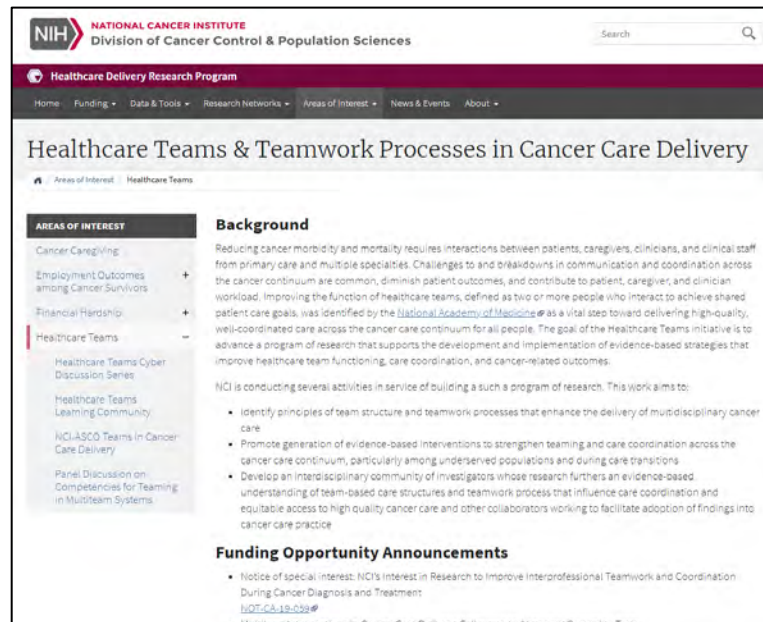 NIH
NATIONAL CANCER INSTITUTE
Division of Cancer Control & Population Sciences
Search
Healthcare Delivery Research Program
Home Funding Data & Tools Research Networks Areas of Interest News & Events About
Healthcare Teams & Teamwork Processes in Cancer Care Delivery
Areas of Interest / Healthcare Teams
AREAS OF INTEREST
Cancer Caregiving
Employment Outcomes +
among Cancer Survivors
Financial Hardship +
Healthcare Teams –
Healthcare Teams Cyber
Discussion Series
Healthcare Teams
Learning Community
NCI-ASCO Teams in Cancer
Care Delivery
Panel Discussion on
Competencies for Teaming
in Multiteam Systems
Background
Reducing cancer morbidity and mortality requires interactions between patients, caregivers, clinicians, and clinical staff
from primary care and multiple specialties. Challenges to and breakdowns in communication and coordination across
the cancer continuum are common, diminish patient outcomes, and contribute to patient, caregiver, and clinician
workload. Improving the function of healthcare teams, defined as two or more people who interact to achieve shared
patient care goals, was identified by the National Academy of Medicine as a vital step toward delivering high-quality,
well-coordinated care across the cancer care continuum for all people. The goal of the Healthcare Teams initiative is to
advance a program of research that supports the development and implementation of evidence-based strategies that
improve healthcare team functioning, care coordination, and cancer-related outcomes.
NCI is conducting several activities in service of building a such a program of research. This work aims to:
• Identify principles of team structure and teamwork processes that enhance the delivery of multidisciplinary cancer
care
• Promote generation of evidence-based interventions to strengthen teaming and care coordination across the
cancer care continuum, particularly among underserved populations and during care transitions
• Develop an interdisciplinary community of investigators whose research furthers an evidence-based
understanding of team-based care structures and teamwork process that influence care coordination and
equitable access to high quality cancer care and other collaborators working to facilitate adoption of findings into
cancer care practice
Funding Opportunity Announcements
• Notice of special interest: NCI's Interest in Research to Improve Interprofessional Teamwork and Coordination
During Cancer Diagnosis and Treatment
NOT-CA-19-059